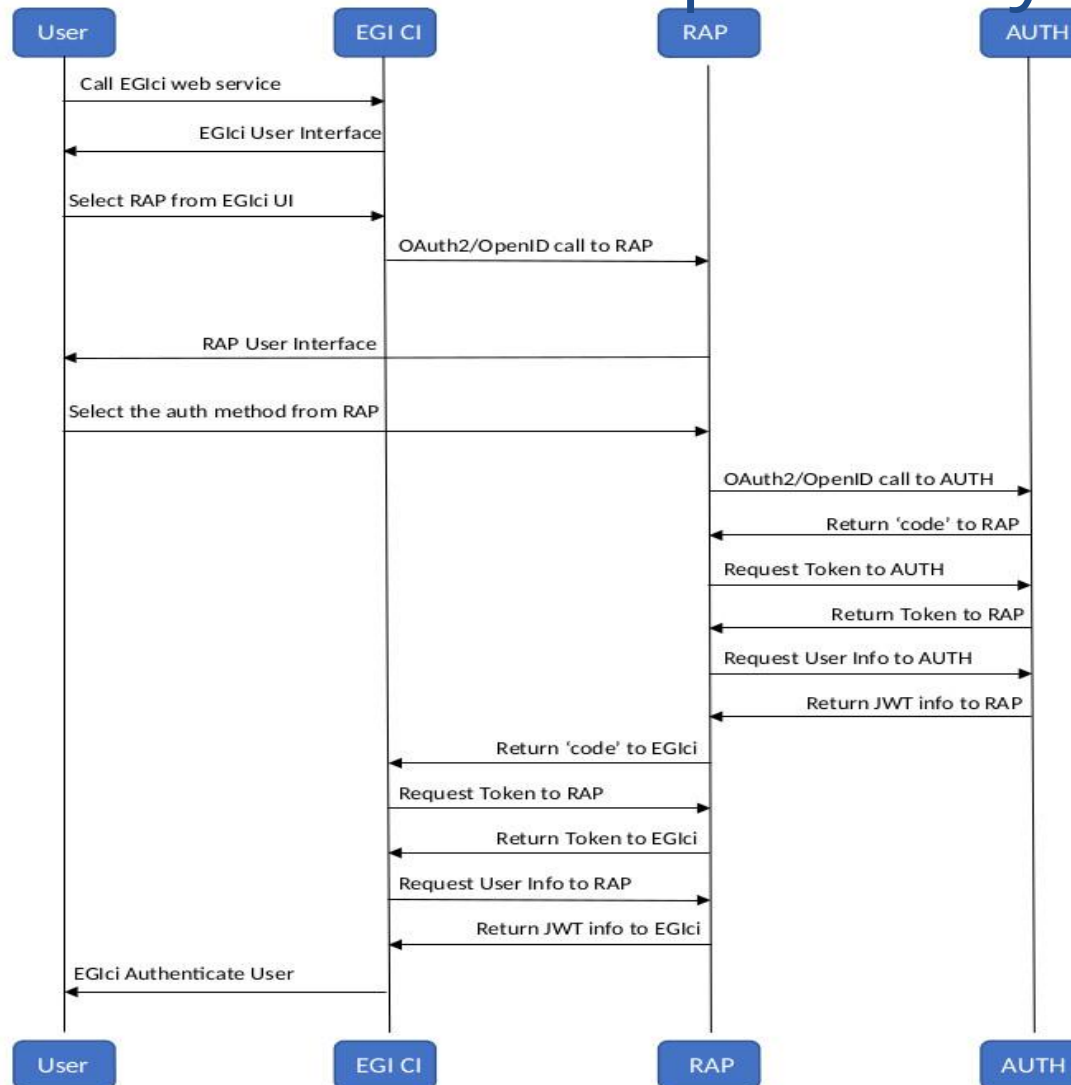 User
EGI CI
RAP
AUTH
Call EGIci web service
EGIci User Interface
Select RAP from EGIci UI
OAuth2/OpenID call to RAP
RAP User Interface
Select the auth method from RAP
OAuth2/OpenID call to AUTH
Return ‘code’ to RAP
Request Token to AUTH
Return Token to RAP
Request User Info to AUTH
Return JWT info to RAP
Return ‘code’ to EGIci
Request Token to RAP
Return Token to EGIci
Request User Info to RAP
Return JWT info to EGIci
EGIci Authenticate User
User
EGI CI
RAP
AUTH